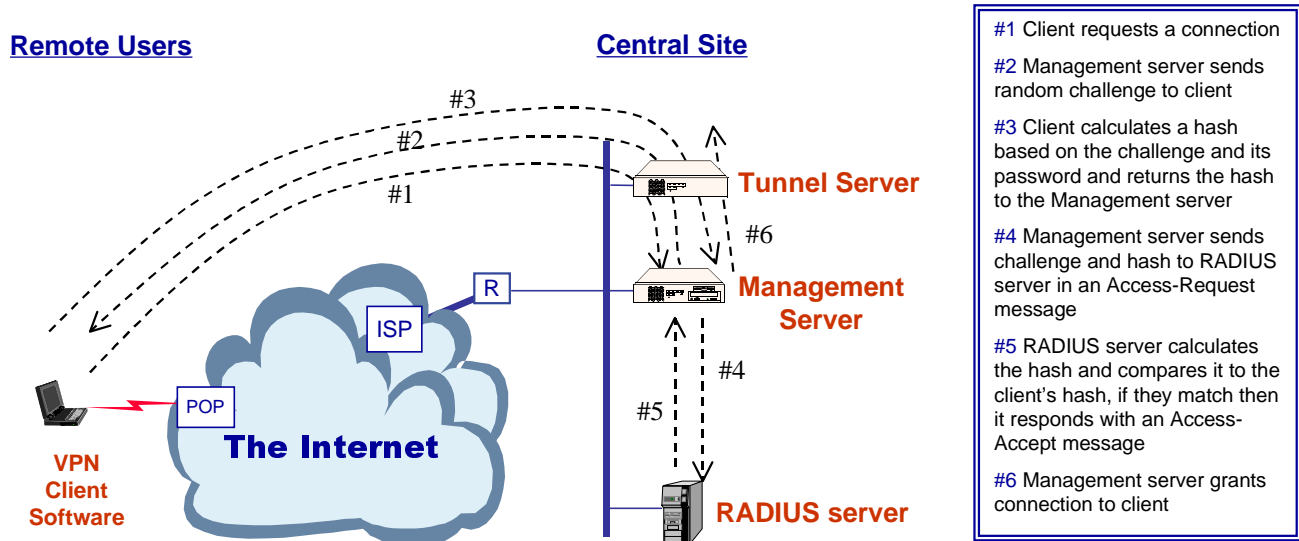 Remote Users
Central Site
#3
#2
#1
Tunnel Server
#6
Management
Server
R
ISP
POP
The Internet
#4
#5
VPN
Client
Software
RADIUS server
#1 Client requests a connection
#2 Management server sends
random challenge to client
#3 Client calculates a hash
based on the challenge and its
password and returns the hash
to the Management server
#4 Management server sends
challenge and hash to RADIUS
server in an Access-Request
message
#5 RADIUS server calculates
the hash and compares it to the
client's hash, if they match then
it responds with an Access-
Accept message
#6 Management server grants
connection to client